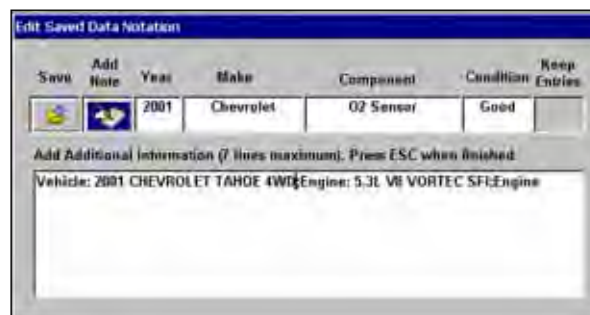 Edit Saved Data Notation
Save Add Note Year Make Component Condition Keep Entries
2001 Chevrolet O2 Sensor Good
Add Additional Information (7 lines maximum). Press ESC when finished
Vehicle: 2001 CHEVROLET TAHOE 4WD;Engine: 5.3L V8 VORTEC SFI;Engine